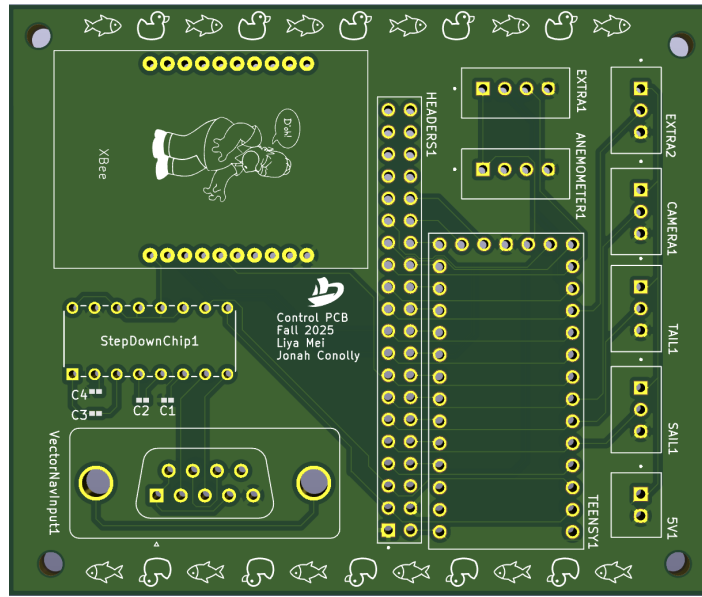 EXTRA1
EXTRA2
HEADERS1
D'oh!
XBee
ANEMOMETER1
CAMERA1
Control PCB
Fall 2025
Liya Mei
Jonah Conolly
StepDownChip1
TAIL1
C4
C3
C2
C1
SAIL1
VectorNavInput1
TEENSY1
5V1